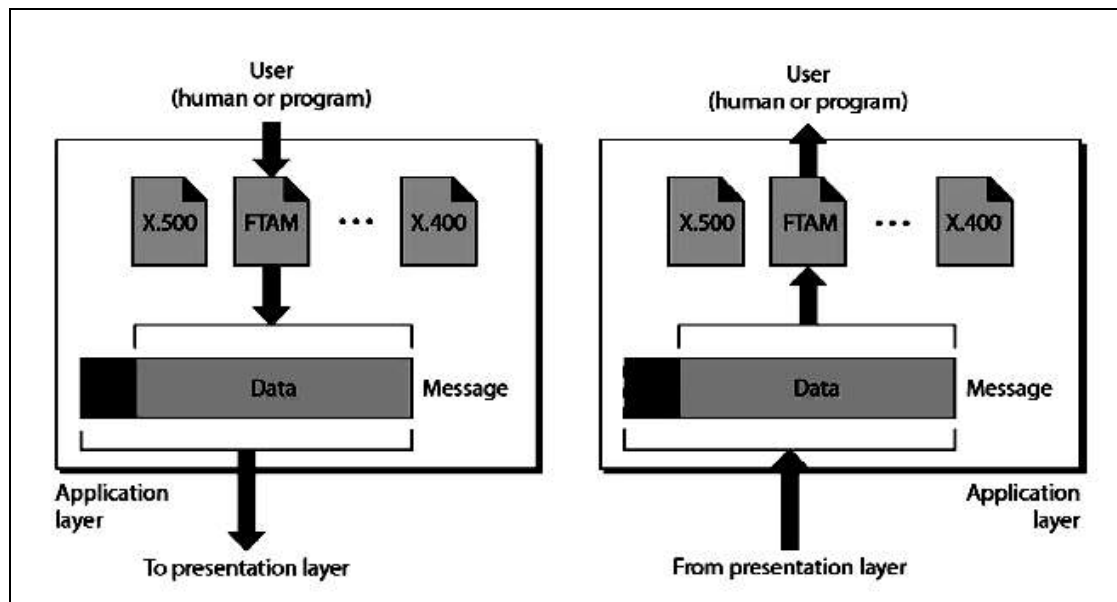 User
(human or program)
X.500
FTAM
...
X.400
Data
Message
Application
layer
To presentation layer
User
(human or program)
X.500
FTAM
...
X.400
Data
Message
Application
layer
From presentation layer